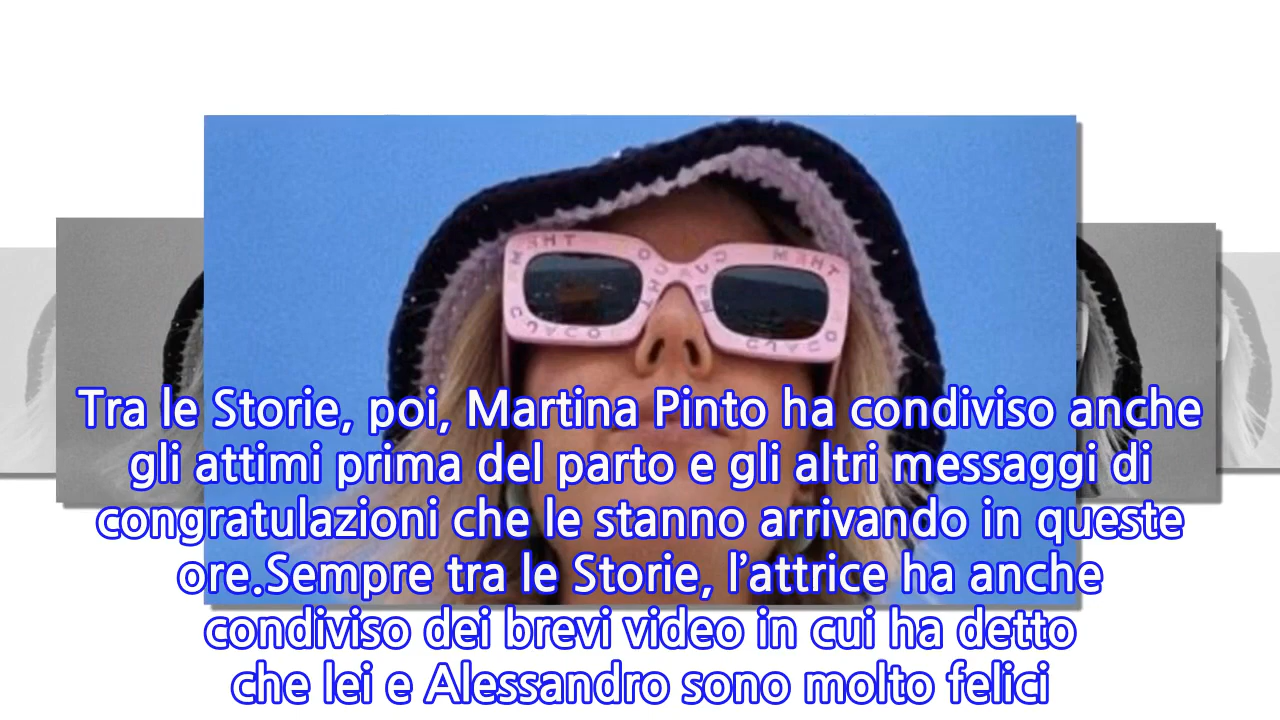 Tra le Storie, poi, Martina Pinto ha condiviso anche
gli attimi prima del parto e gli altri messaggi di
congratulazioni che le stanno arrivando in queste
ore.Sempre tra le Storie, l’attrice ha anche
condiviso dei brevi video in cui ha detto
che lei e Alessandro sono molto felici